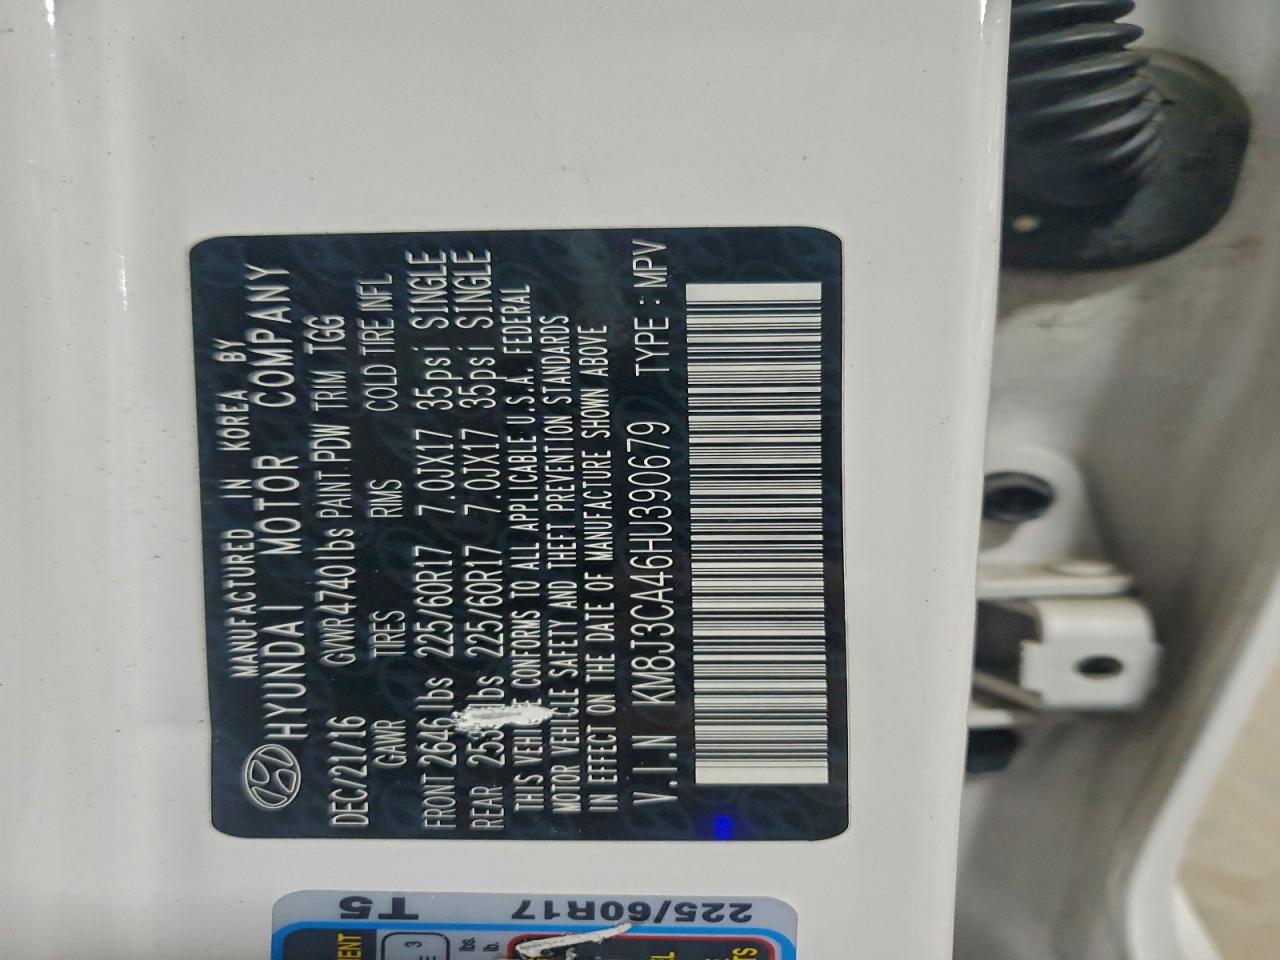 MANUFACTURED IN KOREA BY
HYUNDAI MOTOR COMPANY
DEC/21/16 GVWR 4740lbs PAINT PDW TRIM TGG
GAWR TIRES RIMS COLD TIRE INFL
FRONT 2646lbs 225/60R17 7.0JX17 35psi SINGLE
REAR lbs 225/60R17 7.0JX17 35psi SINGLE
THIS VEHICLE CONFORMS TO ALL APPLICABLE U.S.A. FEDERAL
MOTOR VEHICLE SAFETY AND THEFT PREVENTION STANDARDS
IN EFFECT ON THE DATE OF MANUFACTURE SHOWN ABOVE
V.I.N KM8J3CA46HU390679 TYPE : MPV
225/60R17 T5